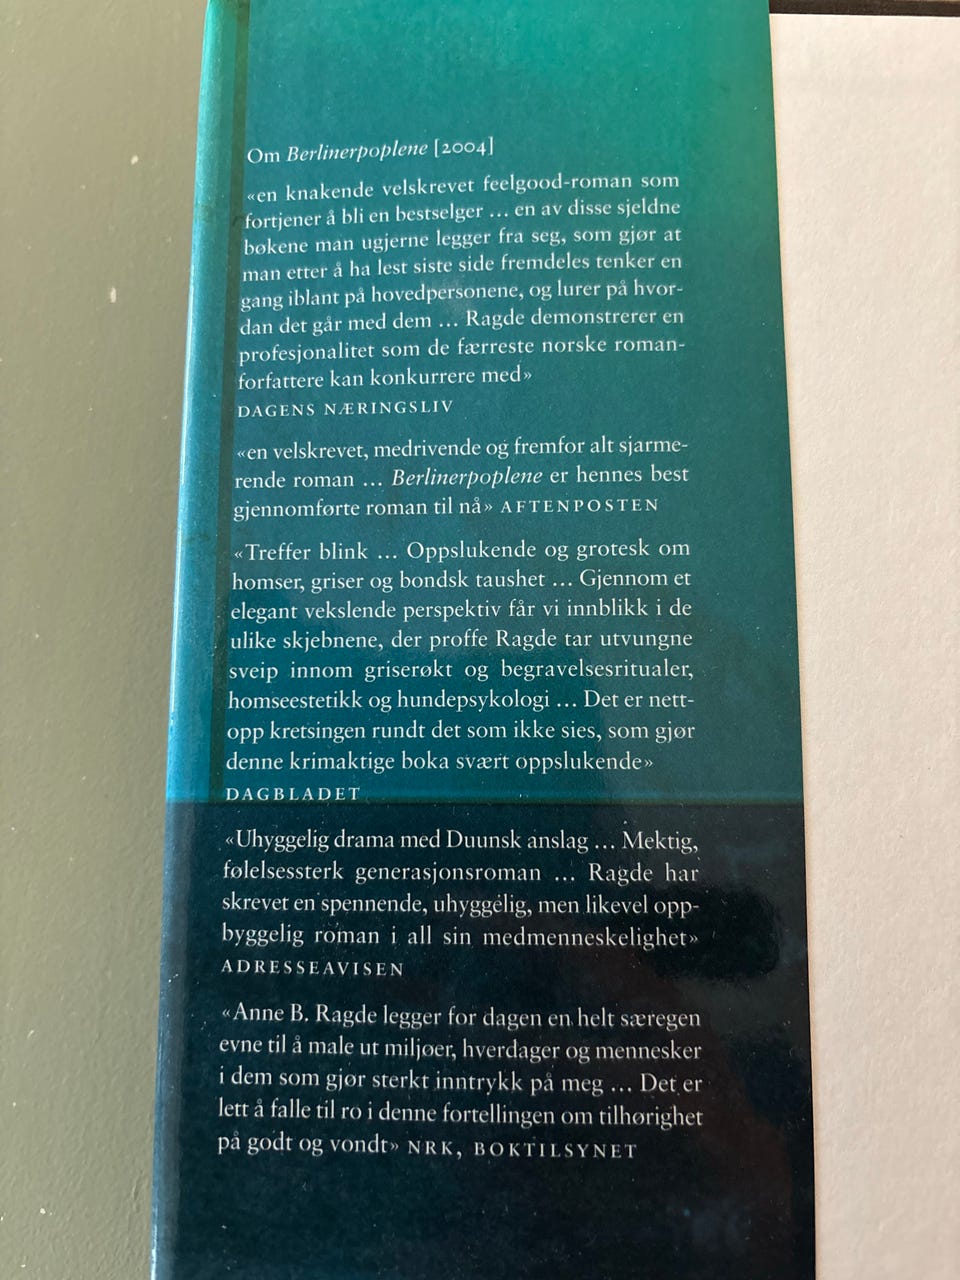 Om Berlinerpoplene [2004]
«en knakende velskrevet feelgood-roman som
fortjener å bli en bestselger ... en av disse sjeldne
bøkene man ugjerne legger fra seg, som gjør at
man etter å ha lest siste side fremdeles tenker en
gang iblant på hovedpersonene, og lurer på hvor-
dan det går med dem ... Ragde demonstrerer en
profesjonalitet som de færreste norske roman-
forfattere kan konkurrere med»
DAGENS NÆRINGSLIV
«en velskrevet, medrivende og fremfor alt sjarme-
rende roman ... Berlinerpoplene er hennes best
gjennomførte roman til nå» AFTENPOSTEN
«Treffer blink ... Oppslukende og grotesk om
homser, griser og bondsk taushet ... Gjennom et
elegant vekslende perspektiv får vi innblikk i de
ulike skjebnene, der proffe Ragde tar utvungne
sveip innom griserøkt og begravelsesritualer,
homseestetikk og hundepsykologi ... Det er nett-
opp kretsingen rundt det som ikke sies, som gjør
denne krimaktige boka svært oppslukende»
DAGBLADET
«Uhyggelig drama med Duunsk anslag ... Mektig,
følelsessterk generasjonsroman ... Ragde har
skrevet en spennende, uhyggelig, men likevel opp-
byggelig roman i all sin medmenneskelighet»
ADRESSEAVISEN
«Anne B. Ragde legger for dagen en helt særegen
evne til å male ut miljøer, hverdager og mennesker
i dem som gjør sterkt inntrykk på meg ... Det er
lett å falle til ro i denne fortellingen om tilhørighet
på godt og vondt» NRK, BOKTILSYNET